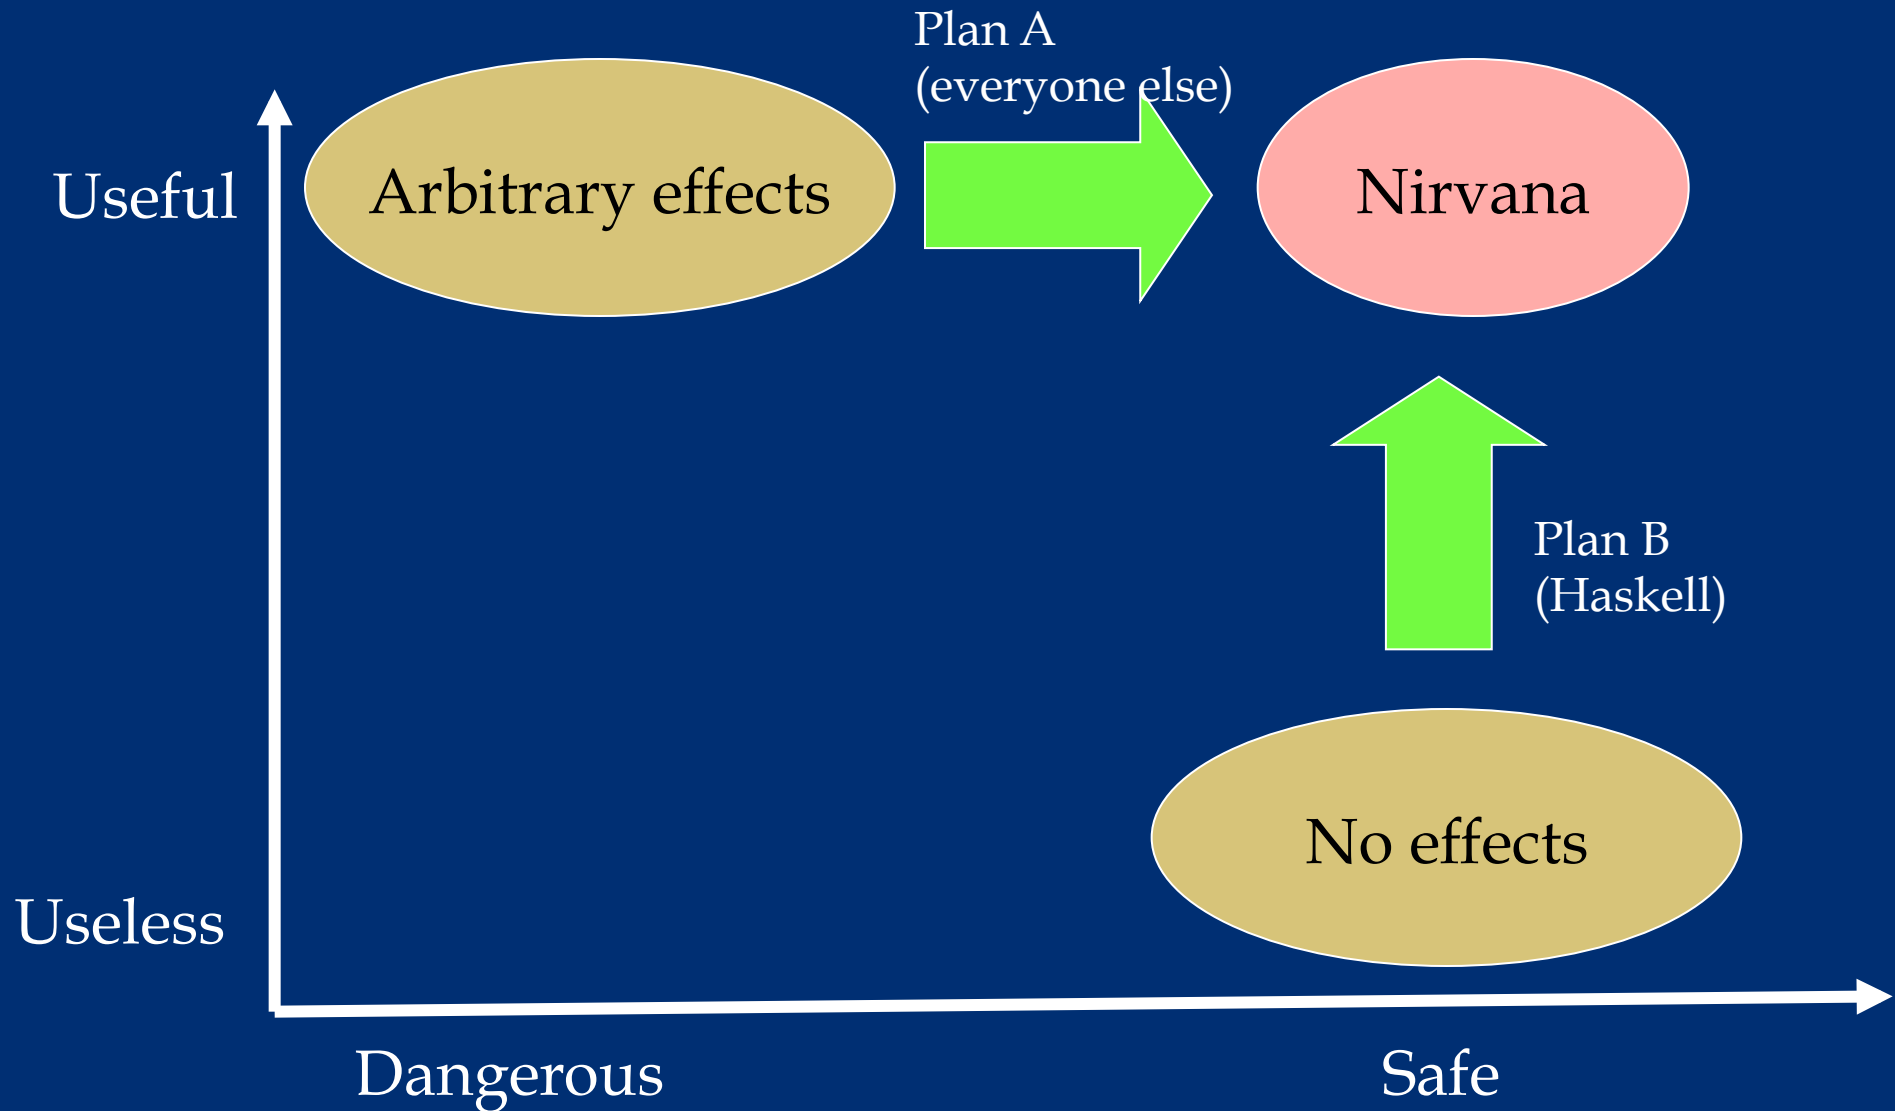 Plan A
(everyone else)
Useful
Arbitrary effects
Nirvana
Plan B
(Haskell)
No effects
Useless
Dangerous
Safe